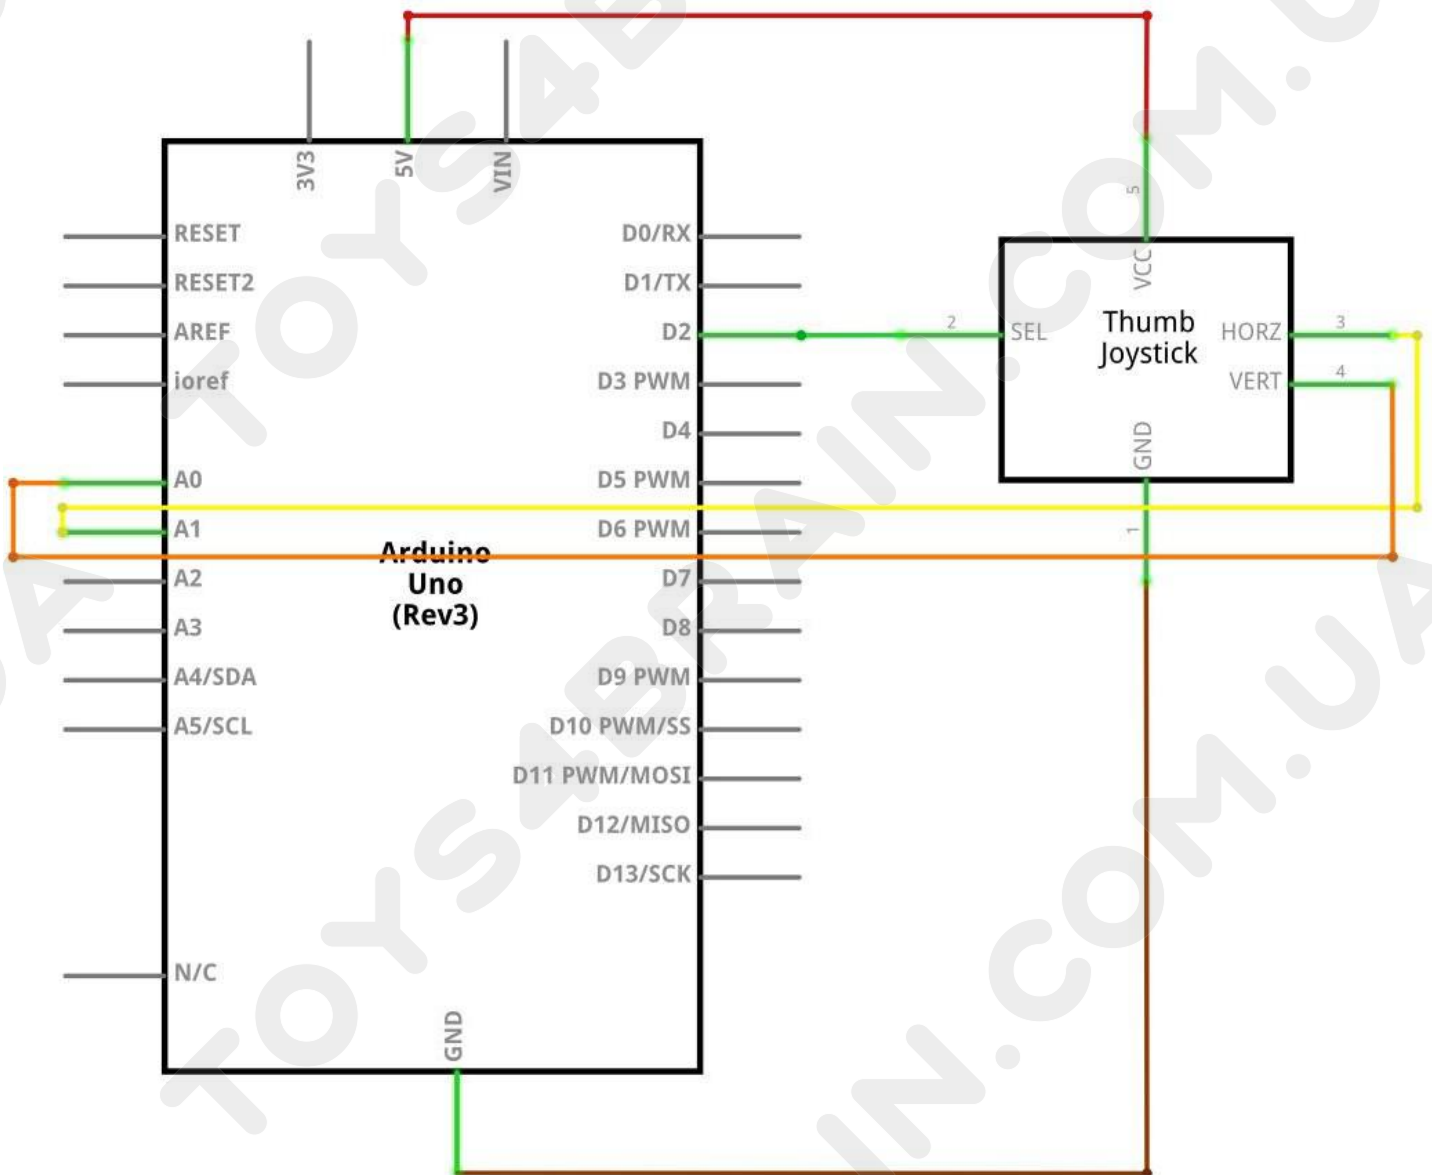 3V3
5V
VIN
RESET
RESET2
AREF
ioref
A0
A1
A2
A3
A4/SDA
A5/SCL
N/C
D0/RX
D1/TX
D2
D3 PWM
D4
D5 PWM
D6 PWM
D7
D8
D9 PWM
D10 PWM/SS
D11 PWM/MOSI
D12/MISO
D13/SCK
GND
Arduino
Uno
(Rev3)
5
VCC
2
SEL
Thumb
Joystick
HORZ
3
VERT
4
GND
1
TOYS4BRAIN.COM.UA
TOYS4BRAIN.COM.UA
IN.COM.UA